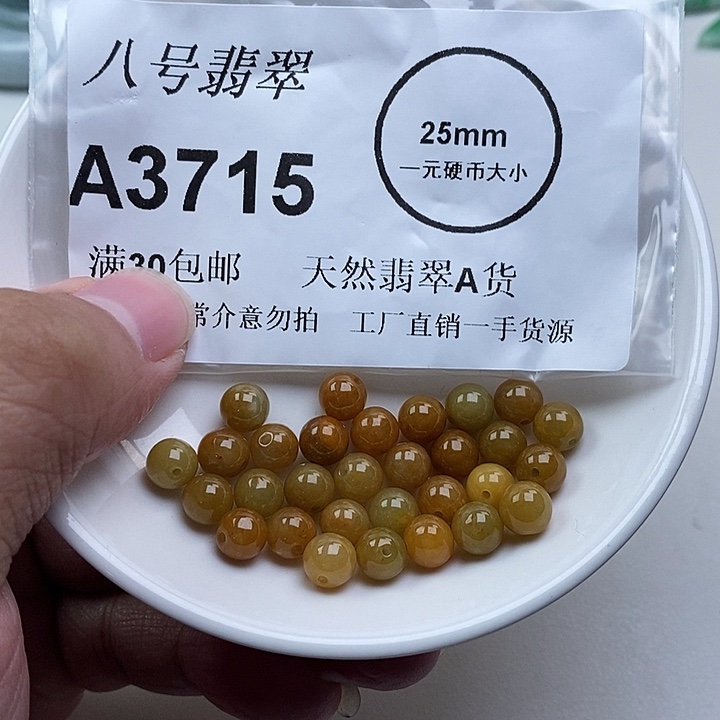 八号翡翠
25mm
一元硬币大小
A3715
满30包邮 天然翡翠A货
常介意勿拍 工厂直销一手货源